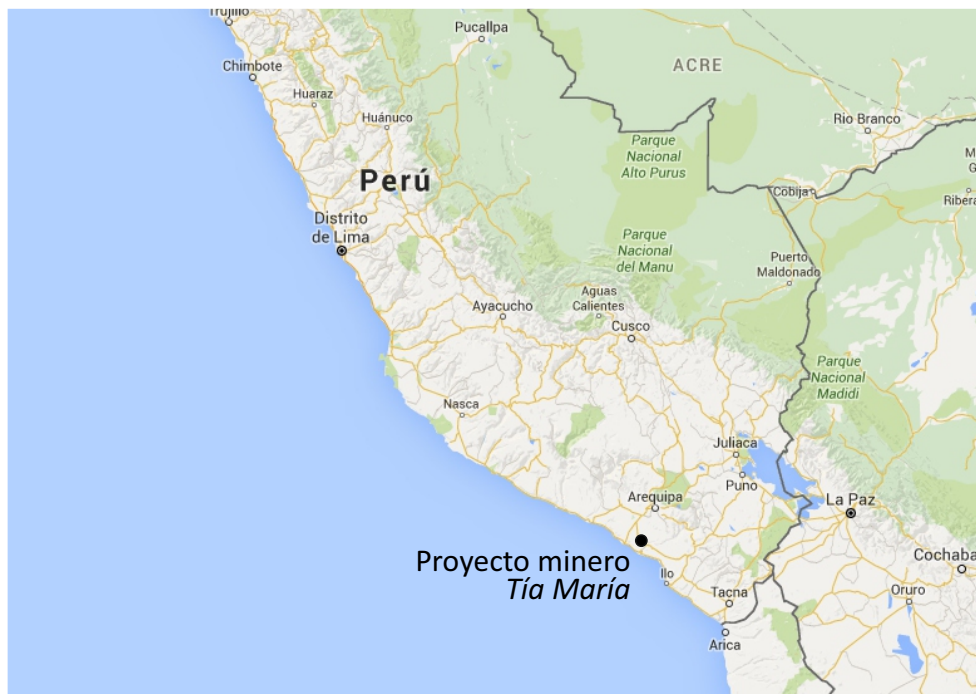 Trujillo
Pucallpa
Chimbote
ACRE
Huaraz
Huánuco
Rio Branco
Parque
Nacional
Alto Purus
Perú
Cobija
Ribera
Distrito
de Lima
Parque
Nacional
del Manu
Puerto
Maldonado
Aguas
Calientes
Ayacucho
Cusco
Parque
Nacional
Madidi
Nasca
Juliaca
Puno
Arequipa
La Paz
Proyecto minero
Tía María
Ilo
Cochaba
Tacna
Oruro
Arica